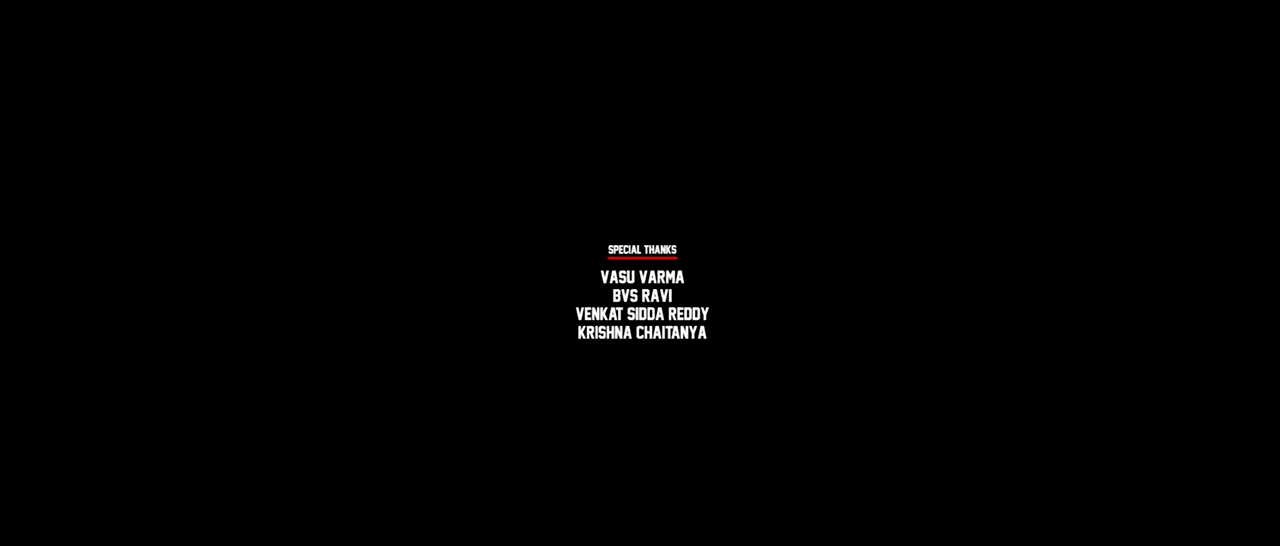 SPECIAL THANKS
VASU VARMA
BVS RAVI
VENKAT SIDDA REDDY
KRISHNA CHAITANYA